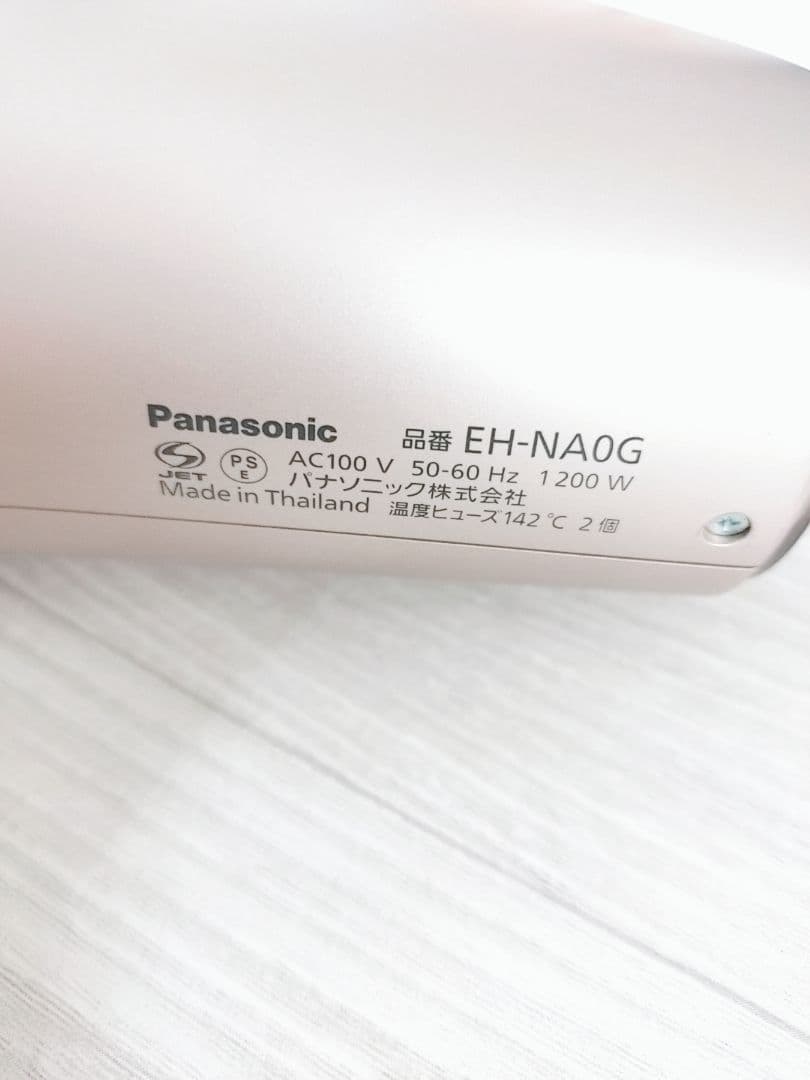 Panasonic 品番 EH-NA0G
S JET PS E AC100 V 50-60 Hz 1200 W
パナソニック株式会社
Made in Thailand 温度ヒューズ142℃ 2個